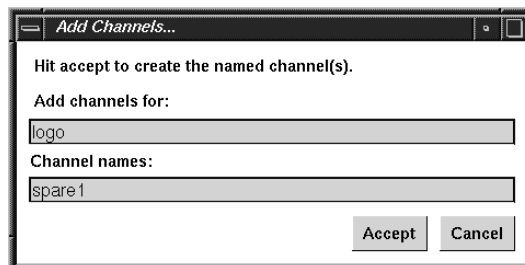 Add Channels...
Hit accept to create the named channel(s).
Add channels for:
logo
Channel names:
spare1
Accept Cancel